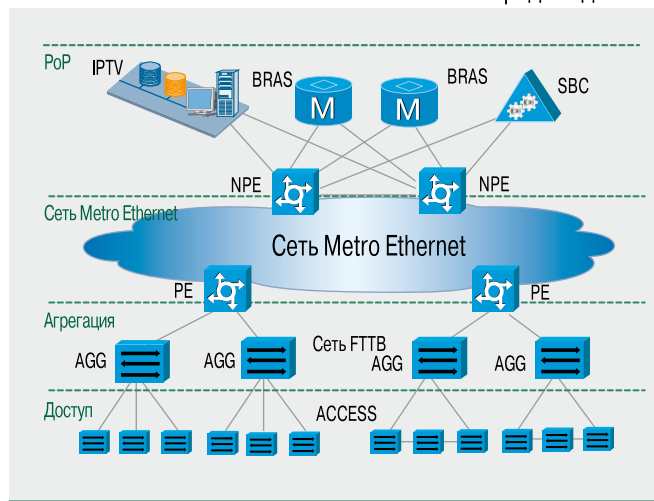 PoP
IPTV
BRAS
BRAS
SBC
M
M
NPE
NPE
Сеть Metro Ethernet
Сеть Metro Ethernet
PE
PE
Агрегация
AGG
AGG
Сеть FTTB
AGG
AGG
Доступ
ACCESS